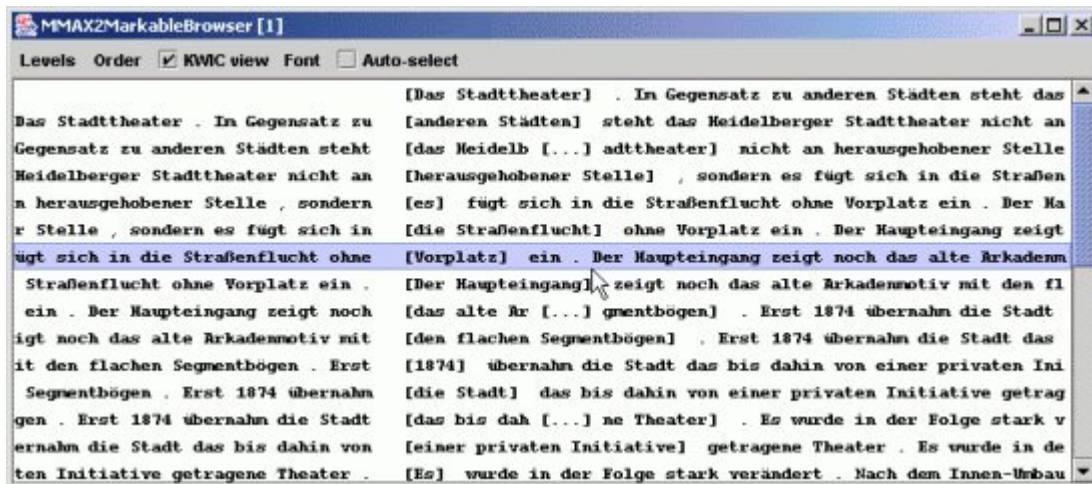 MMAX2MarkableBrowser [1]
Levels Order KWIC view Font Auto-select
[Das Stadttheater] . Im Gegensatz zu anderen Städten steht das
Das Stadttheater . Im Gegensatz zu [anderen Städten] steht das Heidelberger Stadttheater nicht an
Gegensatz zu anderen Städten steht [das Heidelb [...] adttheater] nicht an herausgehobener Stelle
Heidelberger Stadttheater nicht an [herausgehobener Stelle] , sondern es fügt sich in die Straßen
n herausgehobener Stelle , sondern [es] fügt sich in die Straßenflucht ohne Vorplatz ein . Der Ha
r Stelle , sondern es fügt sich in [die Straßenflucht] ohne Vorplatz ein . Der Haupteingang zeigt
ügt sich in die Straßenflucht ohne [Vorplatz] ein . Der Haupteingang zeigt noch das alte Arkadenm
Straßenflucht ohne Vorplatz ein . [Der Haupteingang] zeigt noch das alte Arkadenmotiv mit den fl
ein . Der Haupteingang zeigt noch [das alte Ar [...] gmentbögen] . Erst 1874 übernahm die Stadt
igt noch das alte Arkadenmotiv mit [den flachen Segmentbögen] . Erst 1874 übernahm die Stadt das
it den flachen Segmentbögen . Erst [1874] übernahm die Stadt das bis dahin von einer privaten Ini
Segmentbögen . Erst 1874 übernahm [die Stadt] das bis dahin von einer privaten Initiative getrag
gen . Erst 1874 übernahm die Stadt [das bis dah [...] ne Theater] . Es wurde in der Folge stark v
ernahm die Stadt das bis dahin von [einer privaten Initiative] getragene Theater . Es wurde in de
ten Initiative getragene Theater . [Es] wurde in der Folge stark verändert . Nach dem Innen-Umbau